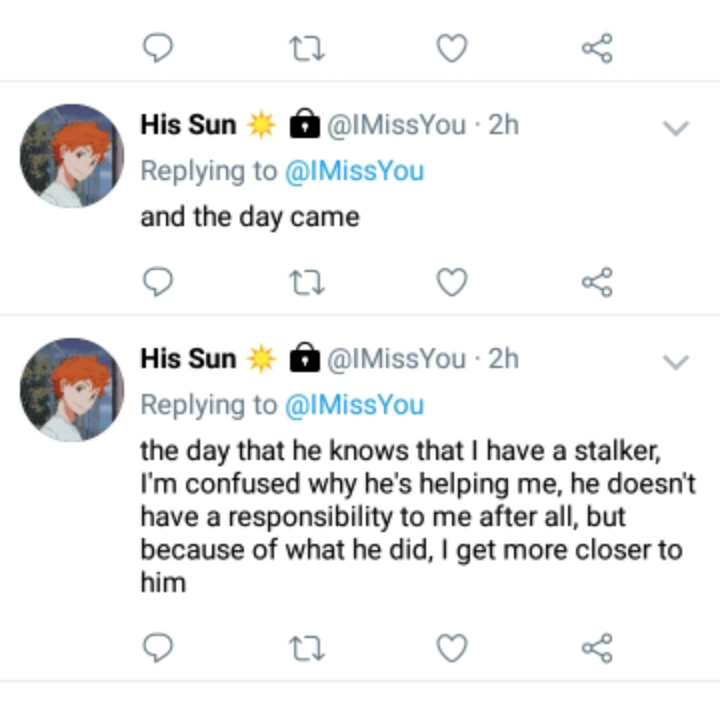 His Sun ☀️ 🔒 @IMissYou · 2h
Replying to @IMissYou
and the day came
His Sun ☀️ 🔒 @IMissYou · 2h
Replying to @IMissYou
the day that he knows that I have a stalker,
I'm confused why he's helping me, he doesn't
have a responsibility to me after all, but
because of what he did, I get more closer to
him